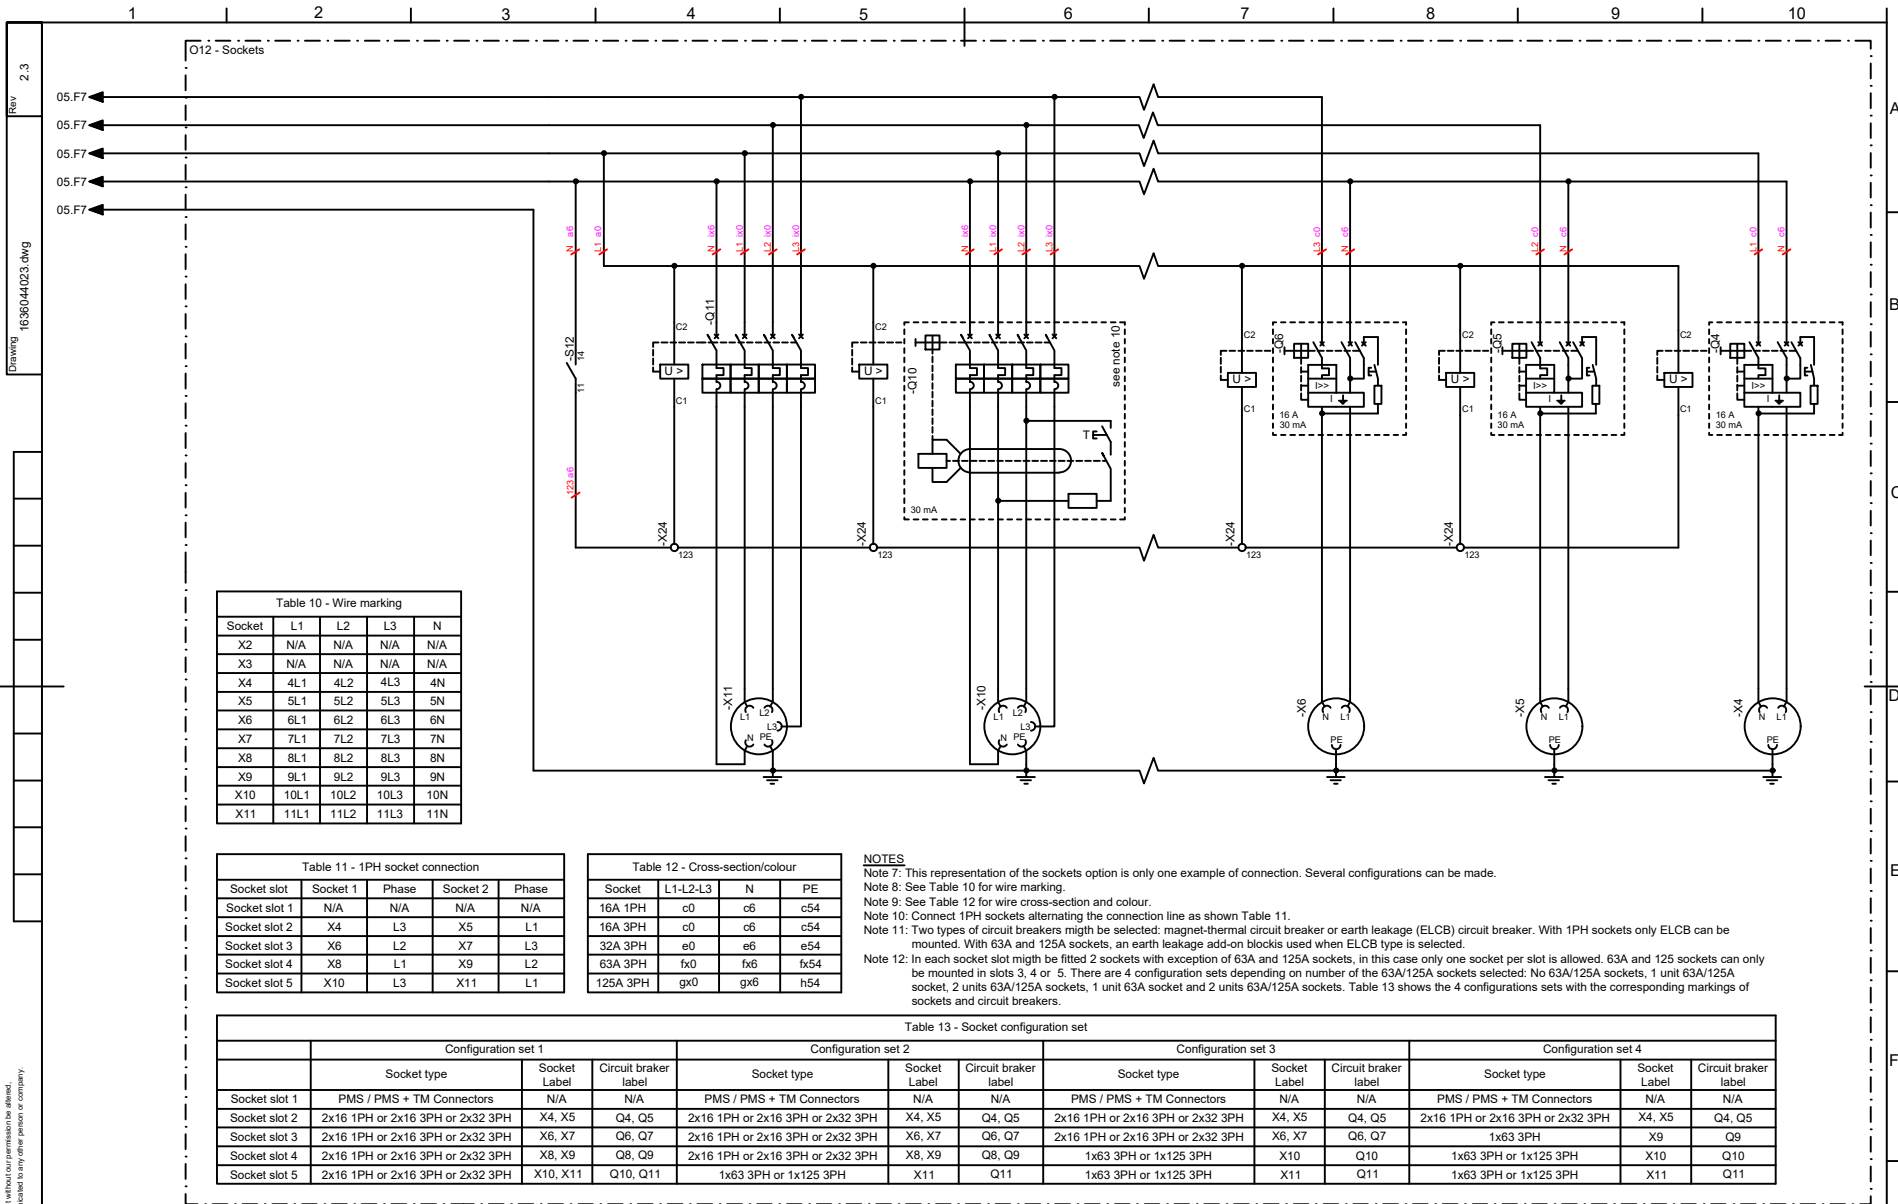 1 2 3 4 5 6 7 8 9 10
O12 - Sockets
Rev 2.3
Drawing 1636044023.dwg
05.F7
05.F7
05.F7
05.F7
05.F7
A
B
C
D
E
F
N a6
L1 a0
N ix6
L1 ix0
L2 ix0
L3 ix0
N ix6
L1 ix0
L2 ix0
L3 ix0
L3 c0
N c6
L2 c0
N c6
L1 c0
N c6
-S12
14
11
123 a6
C2
U >
C1
-Q11
C2
U >
C1
-Q10
see note 10
T
30 mA
C2
U >
C1
-Q6
I>>
I
16 A
30 mA
C2
U >
C1
-Q5
I>>
I
16 A
30 mA
C2
U >
C1
-Q4
I>>
I
16 A
30 mA
-X24
123
-X24
123
-X24
123
-X24
123
-X11
L1 L2
L3
N PE
-X10
L1 L2
L3
N PE
-X6
N L1
PE
-X5
N L1
PE
-X4
N L1
PE
Table 10 - Wire marking
Socket L1 L2 L3 N
X2 N/A N/A N/A N/A
X3 N/A N/A N/A N/A
X4 4L1 4L2 4L3 4N
X5 5L1 5L2 5L3 5N
X6 6L1 6L2 6L3 6N
X7 7L1 7L2 7L3 7N
X8 8L1 8L2 8L3 8N
X9 9L1 9L2 9L3 9N
X10 10L1 10L2 10L3 10N
X11 11L1 11L2 11L3 11N
Table 11 - 1PH socket connection
Socket slot Socket 1 Phase Socket 2 Phase
Socket slot 1 N/A N/A N/A N/A
Socket slot 2 X4 L3 X5 L1
Socket slot 3 X6 L2 X7 L3
Socket slot 4 X8 L1 X9 L2
Socket slot 5 X10 L3 X11 L1
Table 12 - Cross-section/colour
Socket L1-L2-L3 N PE
16A 1PH c0 c6 c54
16A 3PH c0 c6 c54
32A 3PH e0 e6 e54
63A 3PH fx0 fx6 fx54
125A 3PH gx0 gx6 h54
NOTES
Note 7: This representation of the sockets option is only one example of connection. Several configurations can be made.
Note 8: See Table 10 for wire marking.
Note 9: See Table 12 for wire cross-section and colour.
Note 10: Connect 1PH sockets alternating the connection line as shown Table 11.
Note 11: Two types of circuit breakers migth be selected: magnet-thermal circuit breaker or earth leakage (ELCB) circuit breaker. With 1PH sockets only ELCB can be
mounted. With 63A and 125A sockets, an earth leakage add-on blockis used when ELCB type is selected.
Note 12: In each socket slot migth be fitted 2 sockets with exception of 63A and 125A sockets, in this case only one socket per slot is allowed. 63A and 125 sockets can only
be mounted in slots 3, 4 or 5. There are 4 configuration sets depending on number of the 63A/125A sockets selected: No 63A/125A sockets, 1 unit 63A/125A
socket, 2 units 63A/125A sockets, 1 unit 63A socket and 2 units 63A/125A sockets. Table 13 shows the 4 configurations sets with the corresponding markings of
sockets and circuit breakers.
Table 13 - Socket configuration set
Configuration set 1 Configuration set 2 Configuration set 3 Configuration set 4
Socket type Socket Label Circuit braker label Socket type Socket Label Circuit braker label Socket type Socket Label Circuit braker label Socket type Socket Label Circuit braker label
Socket slot 1 PMS / PMS + TM Connectors N/A N/A PMS / PMS + TM Connectors N/A N/A PMS / PMS + TM Connectors N/A N/A PMS / PMS + TM Connectors N/A N/A
Socket slot 2 2x16 1PH or 2x16 3PH or 2x32 3PH X4, X5 Q4, Q5 2x16 1PH or 2x16 3PH or 2x32 3PH X4, X5 Q4, Q5 2x16 1PH or 2x16 3PH or 2x32 3PH X4, X5 Q4, Q5 2x16 1PH or 2x16 3PH or 2x32 3PH X4, X5 Q4, Q5
Socket slot 3 2x16 1PH or 2x16 3PH or 2x32 3PH X6, X7 Q6, Q7 2x16 1PH or 2x16 3PH or 2x32 3PH X6, X7 Q6, Q7 2x16 1PH or 2x16 3PH or 2x32 3PH X6, X7 Q6, Q7 1x63 3PH X9 Q9
Socket slot 4 2x16 1PH or 2x16 3PH or 2x32 3PH X8, X9 Q8, Q9 2x16 1PH or 2x16 3PH or 2x32 3PH X8, X9 Q8, Q9 1x63 3PH or 1x125 3PH X10 Q10 1x63 3PH or 1x125 3PH X10 Q10
Socket slot 5 2x16 1PH or 2x16 3PH or 2x32 3PH X10, X11 Q10, Q11 1x63 3PH or 1x125 3PH X11 Q11 1x63 3PH or 1x125 3PH X11 Q11 1x63 3PH or 1x125 3PH X11 Q11
t without our permission be altered,
icated to any other person or company.